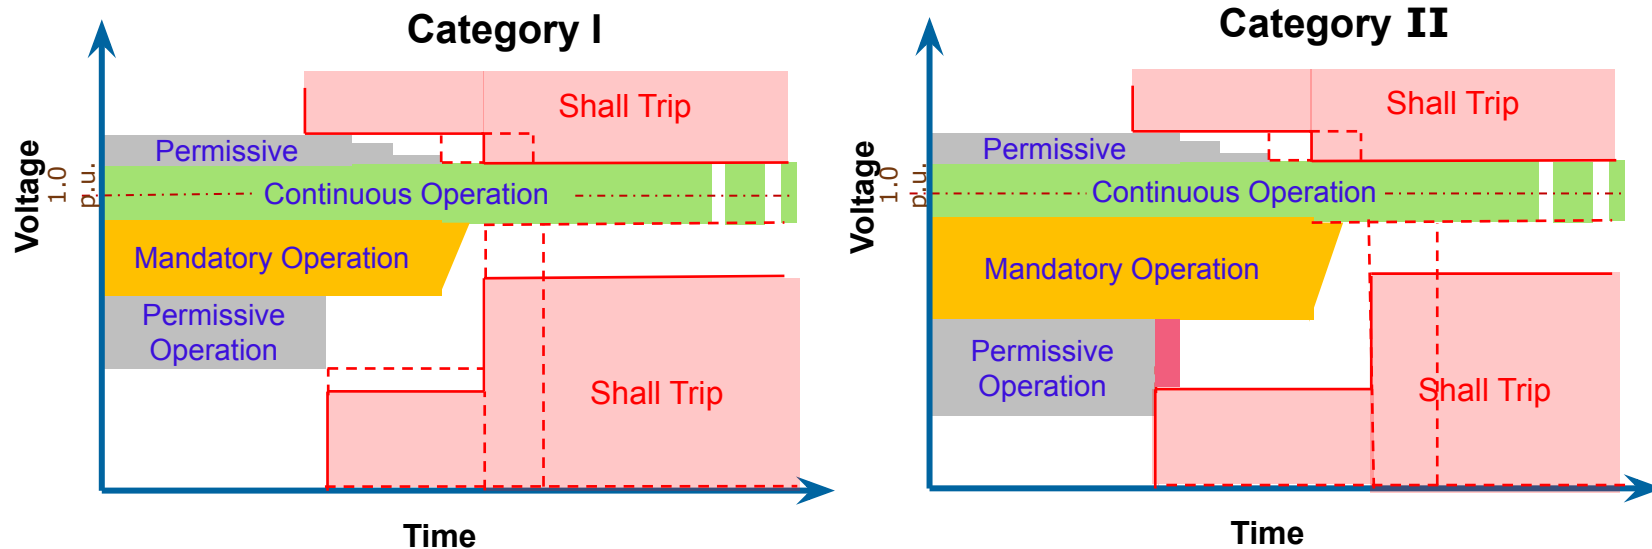 Category I
Shall Trip
Permissive
Continuous Operation
Mandatory Operation
Permissive
Operation
Shall Trip
Voltage
1.0
p.u.
Time
Category II
Shall Trip
Permissive
Continuous Operation
Mandatory Operation
Permissive
Operation
Shall Trip
Voltage
1.0
p.u.
Time